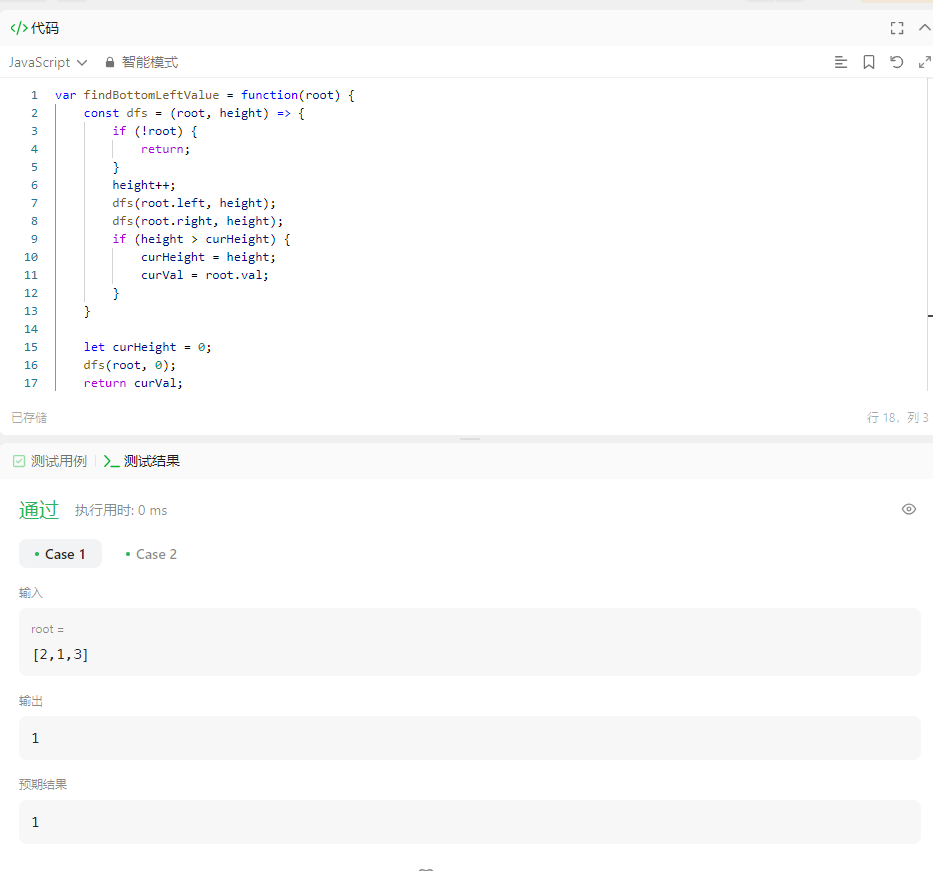 </> 代码
JavaScript 智能模式
1 var findBottomLeftValue = function(root) {
2 const dfs = (root, height) => {
3 if (!root) {
4 return;
5 }
6 height++;
7 dfs(root.left, height);
8 dfs(root.right, height);
9 if (height > curHeight) {
10 curHeight = height;
11 curVal = root.val;
12 }
13 }
14
15 let curHeight = 0;
16 dfs(root, 0);
17 return curVal;
已存储 行 18, 列 3
测试用例 >_ 测试结果
通过 执行用时: 0 ms
• Case 1 • Case 2
输入
root =
[2,1,3]
输出
1
预期结果
1